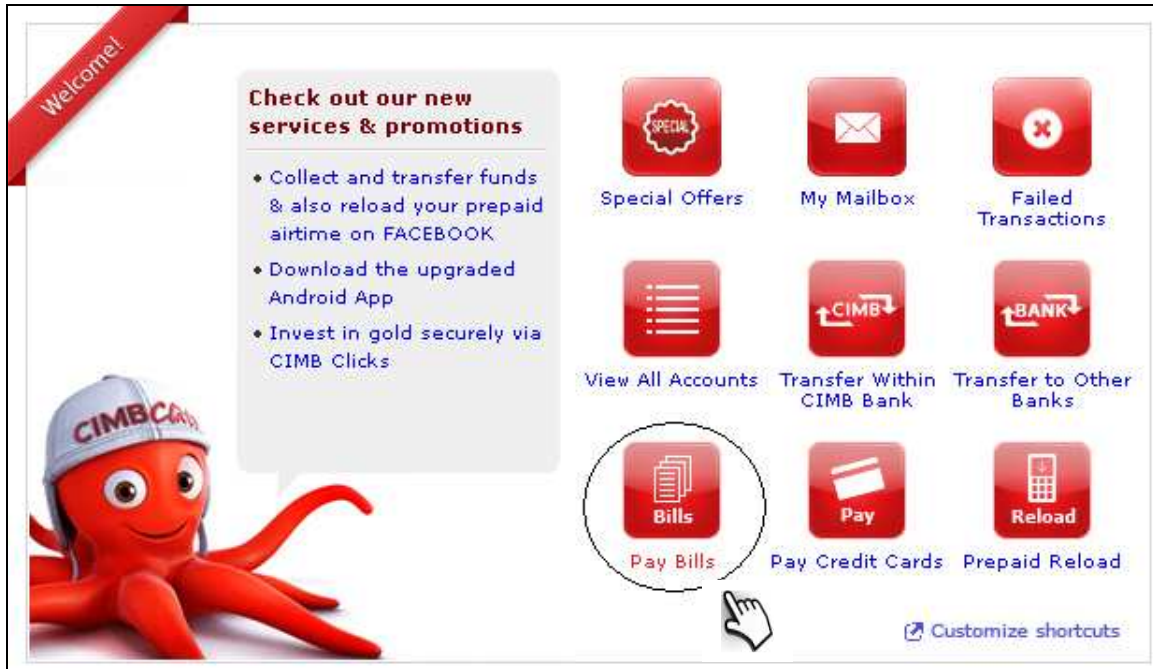 Welcome!
Check out our new
services & promotions
• Collect and transfer funds
& also reload your prepaid
airtime on FACEBOOK
• Download the upgraded
Android App
• Invest in gold securely via
CIMB Clicks
CIMB Clicks
SPECIAL
Special Offers
My Mailbox
Failed
Transactions
View All Accounts
CIMB
Transfer Within
CIMB Bank
BANK
Transfer to Other
Banks
Bills
Pay Bills
Pay
Pay Credit Cards
Reload
Prepaid Reload
Customize shortcuts